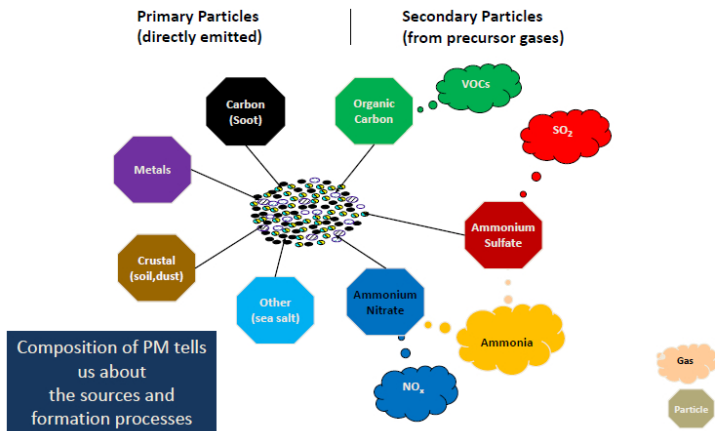 Primary Particles
(directly emitted)
Secondary Particles
(from precursor gases)
VOCs
Carbon
(Soot)
Organic
Carbon
SO₂
Metals
Ammonium
Sulfate
Crustal
(soil,dust)
Other
(sea salt)
Ammonium
Nitrate
Ammonia
NOₓ
Composition of PM tells
us about
the sources and
formation processes
Gas
Particle